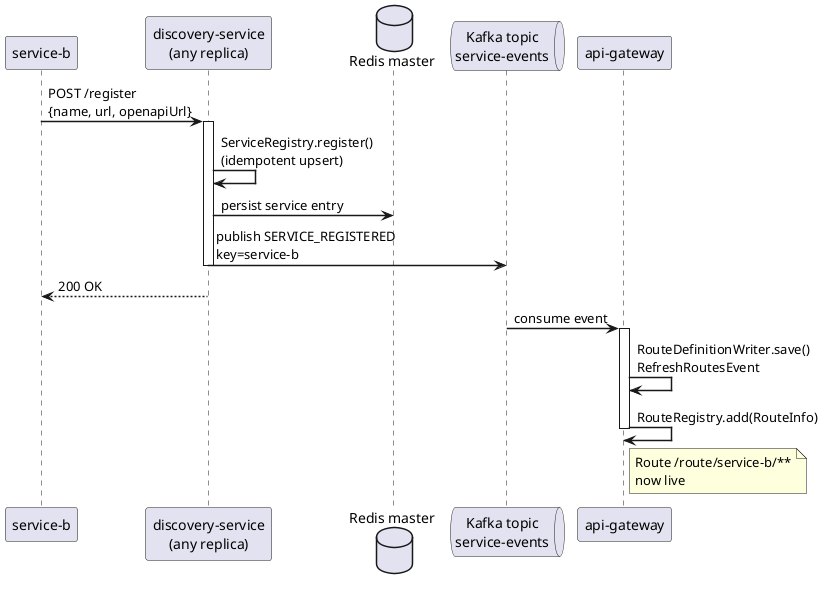 service-b
discovery-service
(any replica)
Redis master
Kafka topic
service-events
api-gateway
POST /register
{name, url, openapiUrl}
ServiceRegistry.register()
(idempotent upsert)
persist service entry
publish SERVICE_REGISTERED
key=service-b
200 OK
consume event
RouteDefinitionWriter.save()
RefreshRoutesEvent
RouteRegistry.add(RouteInfo)
Route /route/service-b/**
now live
service-b
discovery-service
(any replica)
Redis master
Kafka topic
service-events
api-gateway